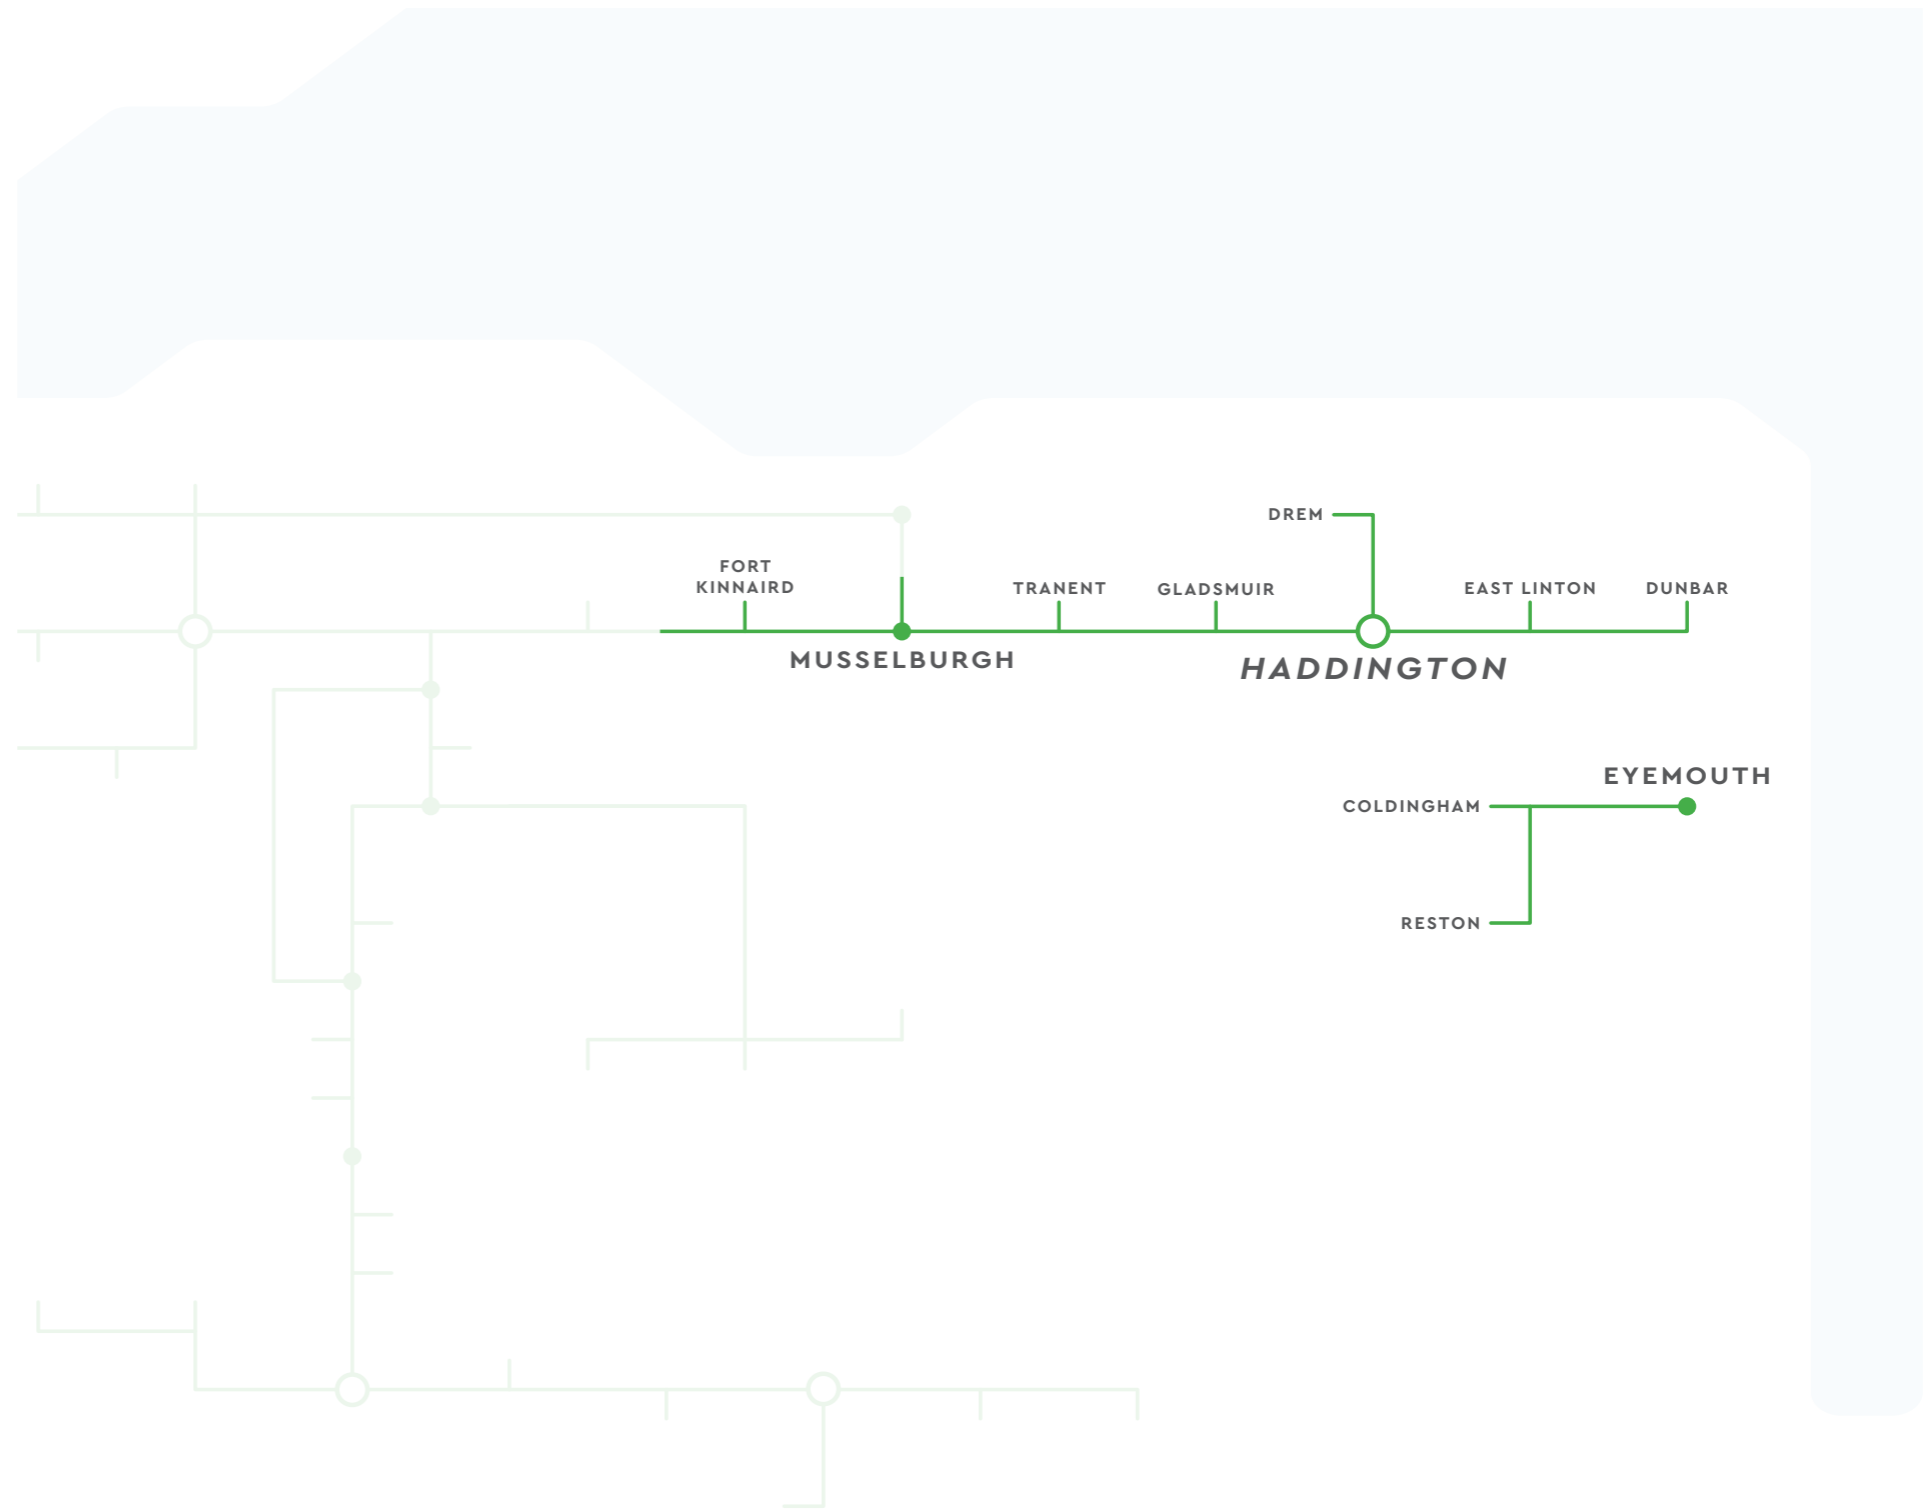 DREM
FORT
KINNAIRD
TRANENT
GLADSMUIR
EAST LINTON
DUNBAR
MUSSELBURGH
HADDINGTON
EYEMOUTH
COLDINGHAM
RESTON